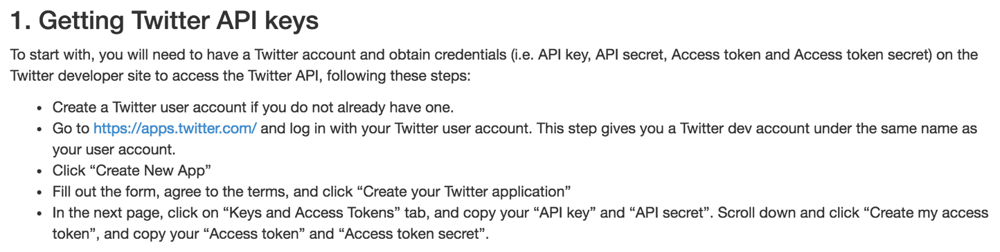 1. Getting Twitter API keys
To start with, you will need to have a Twitter account and obtain credentials (i.e. API key, API secret, Access token and Access token secret) on the
Twitter developer site to access the Twitter API, following these steps:
• Create a Twitter user account if you do not already have one.
• Go to https://apps.twitter.com/ and log in with your Twitter user account. This step gives you a Twitter dev account under the same name as
your user account.
• Click “Create New App”
• Fill out the form, agree to the terms, and click “Create your Twitter application”
• In the next page, click on “Keys and Access Tokens” tab, and copy your “API key” and “API secret”. Scroll down and click “Create my access
token”, and copy your “Access token” and “Access token secret”.